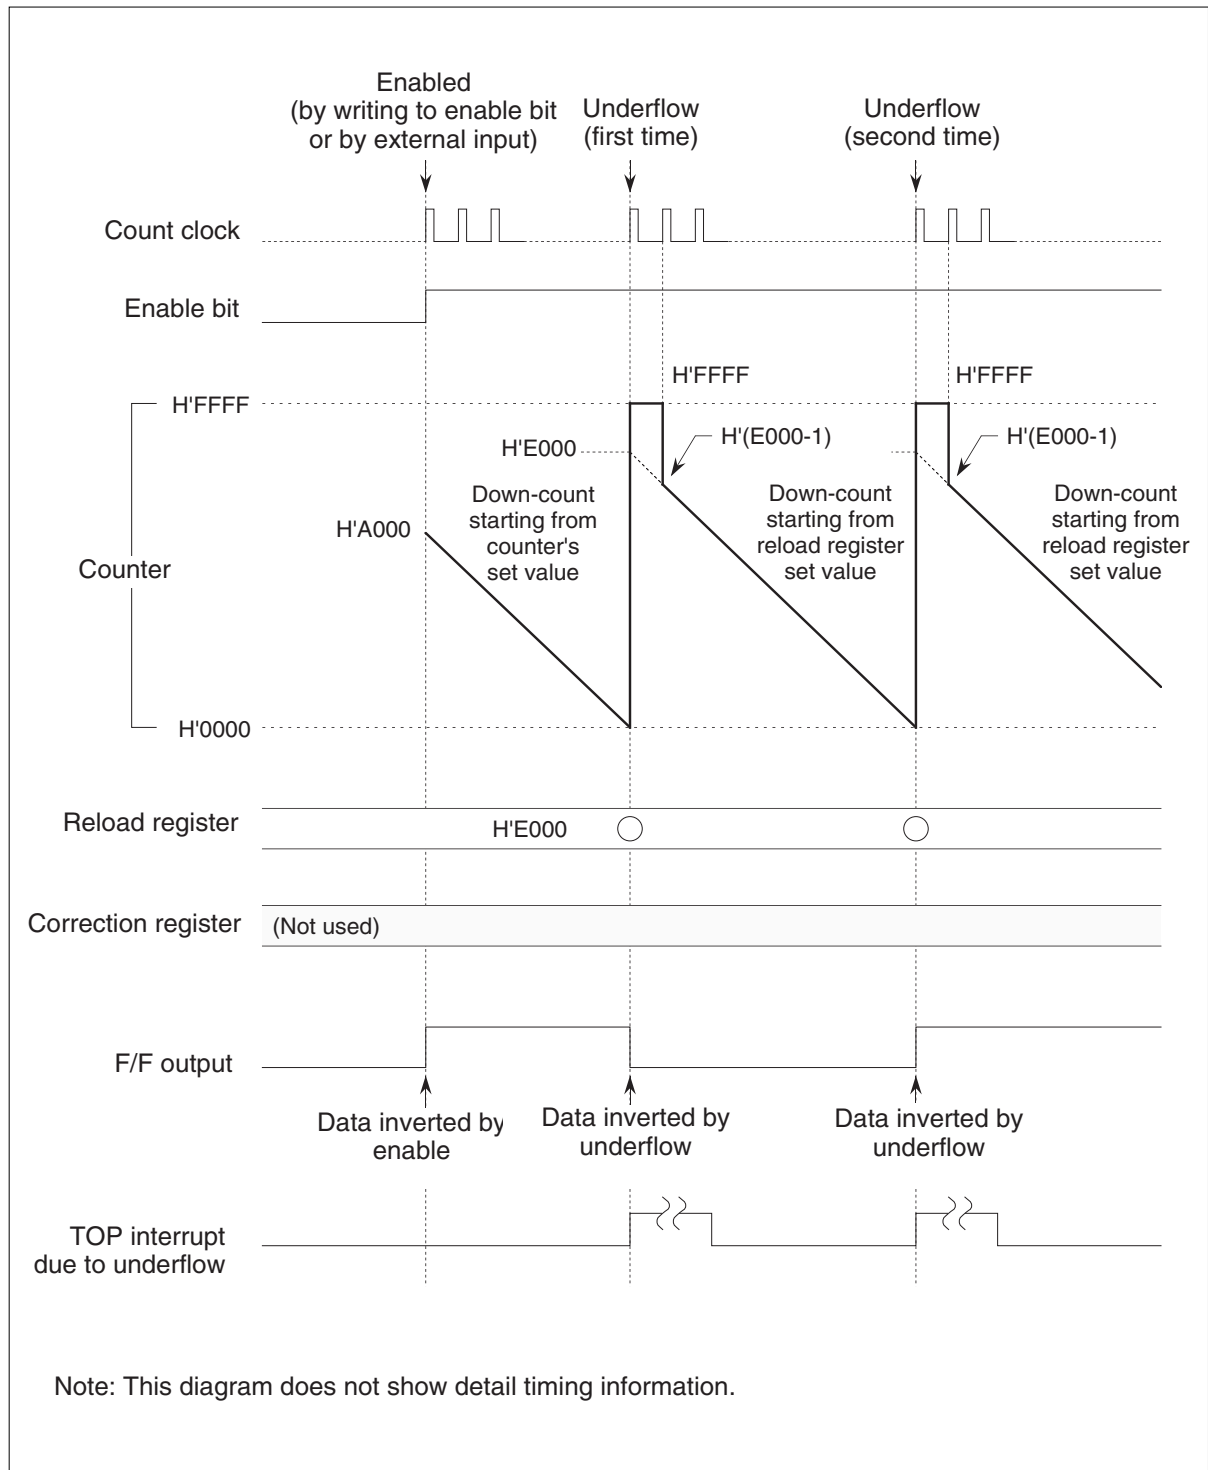 Enabled
(by writing to enable bit
or by external input)
Underflow
(first time)
Underflow
(second time)
Count clock
Enable bit
H'FFFF
H'FFFF
H'FFFF
H'E000
H'(E000-1)
H'(E000-1)
H'A000
Down-count
starting from
counter's
set value
Down-count
starting from
reload register
set value
Down-count
starting from
reload register
set value
Counter
H'0000
Reload register
H'E000
Correction register
(Not used)
F/F output
Data inverted by
enable
Data inverted by
underflow
Data inverted by
underflow
TOP interrupt
due to underflow
Note: This diagram does not show detail timing information.